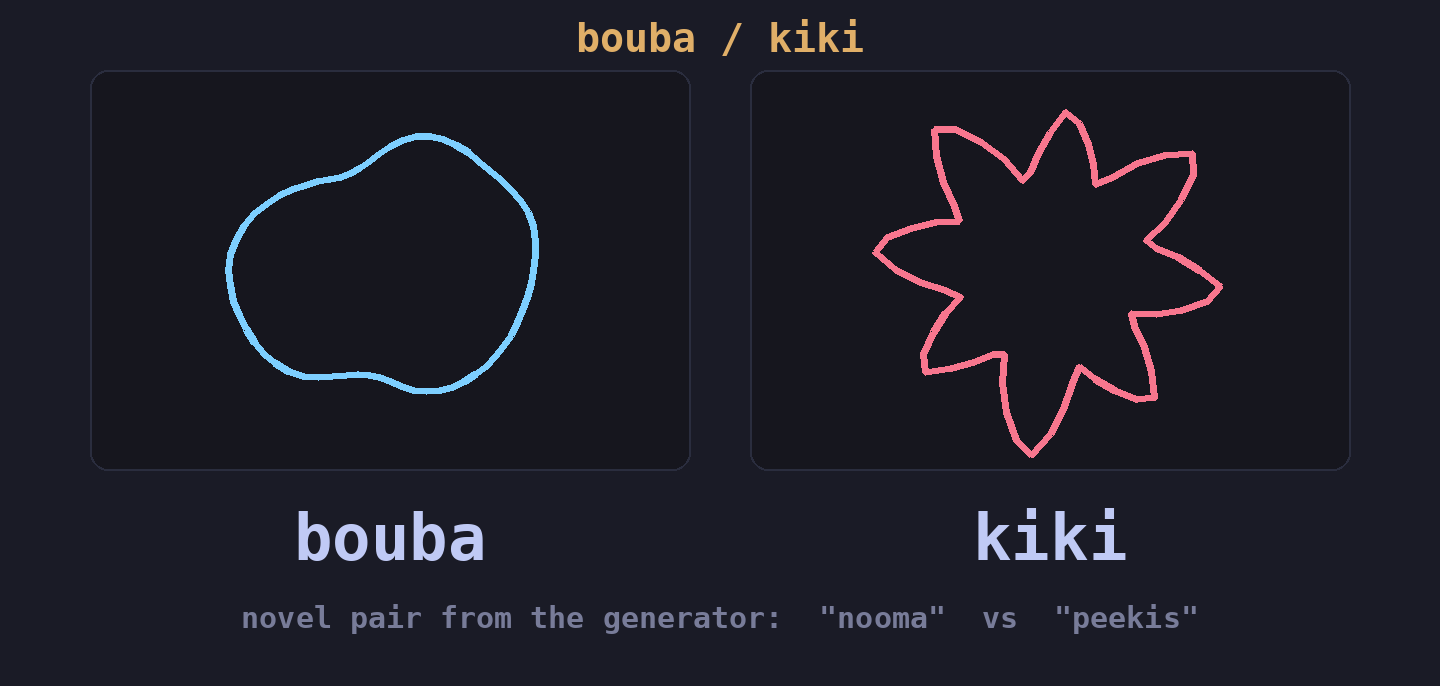 bouba / kiki
bouba
kiki
novel pair from the generator: "nooma" vs "peekis"